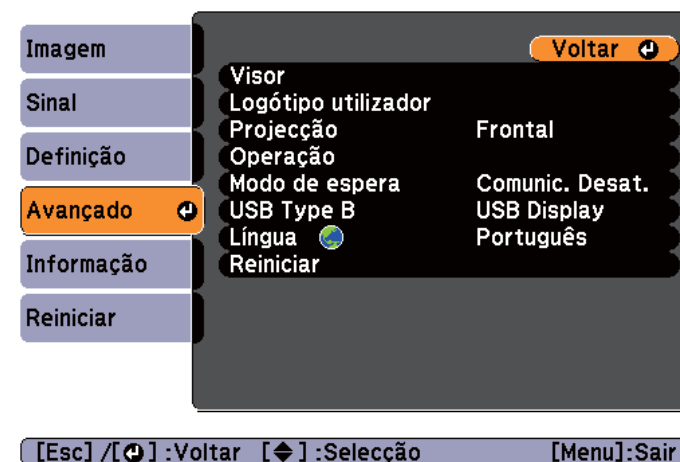 Imagem
Sinal
Definição
Avançado
Informação
Reiniciar
Voltar
Visor
Logótipo utilizador
Projecção Frontal
Operação
Modo de espera Comunic. Desat.
USB Type B USB Display
Língua Português
Reiniciar
[Esc] /[⏎] :Voltar [◆] :Selecção [Menu]:Sair